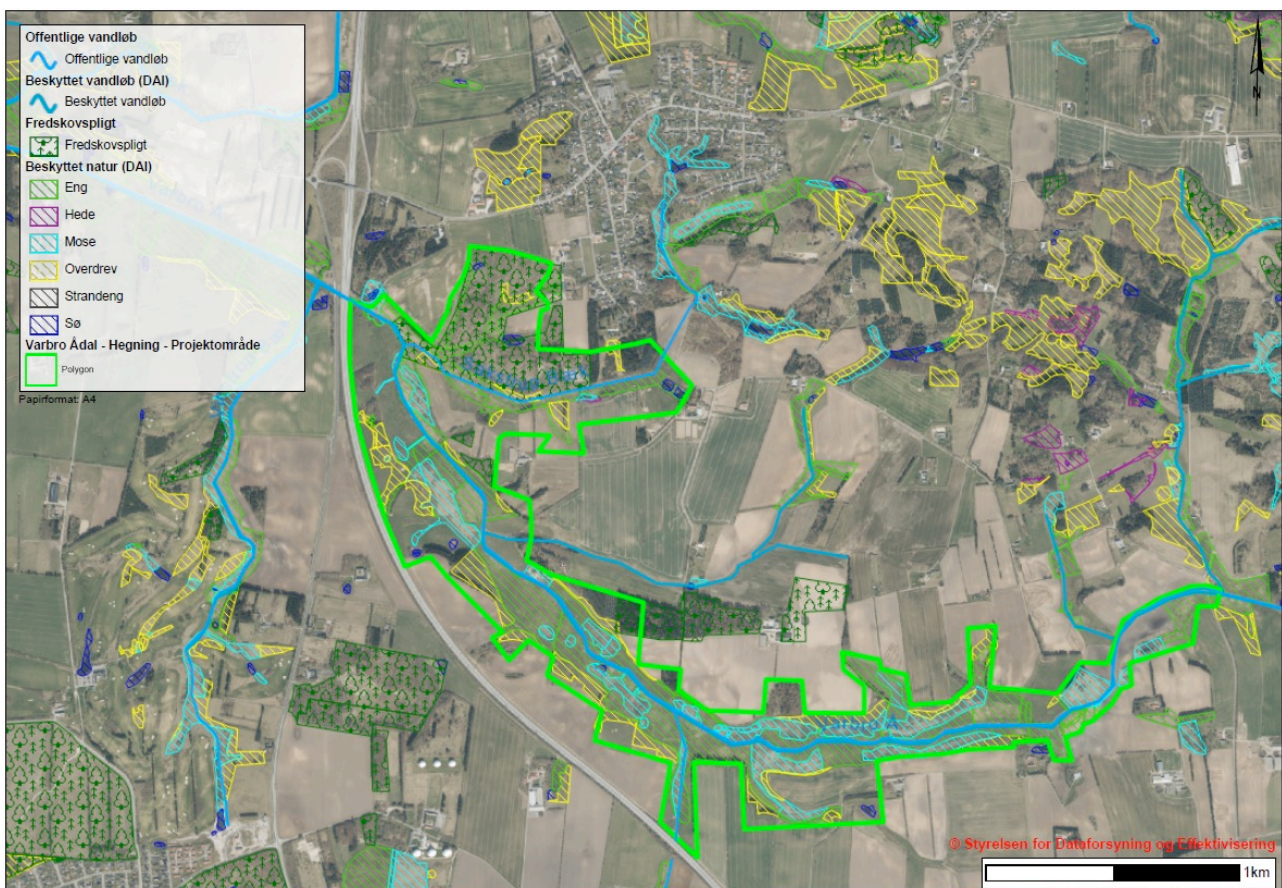 Offentlige vandløb
Offentlige vandløb
Beskyttet vandløb (DAI)
Beskyttet vandløb
Fredskovspligt
Fredskovspligt
Beskyttet natur (DAI)
Eng
Hede
Mose
Overdrev
Strandeng
Sø
Varbro Ådal - Hegning - Projektområde
Polygon
Papirformat: A4
N
Varbro Å
© Styrelsen for Dataforsyning og Effektivisering
1km